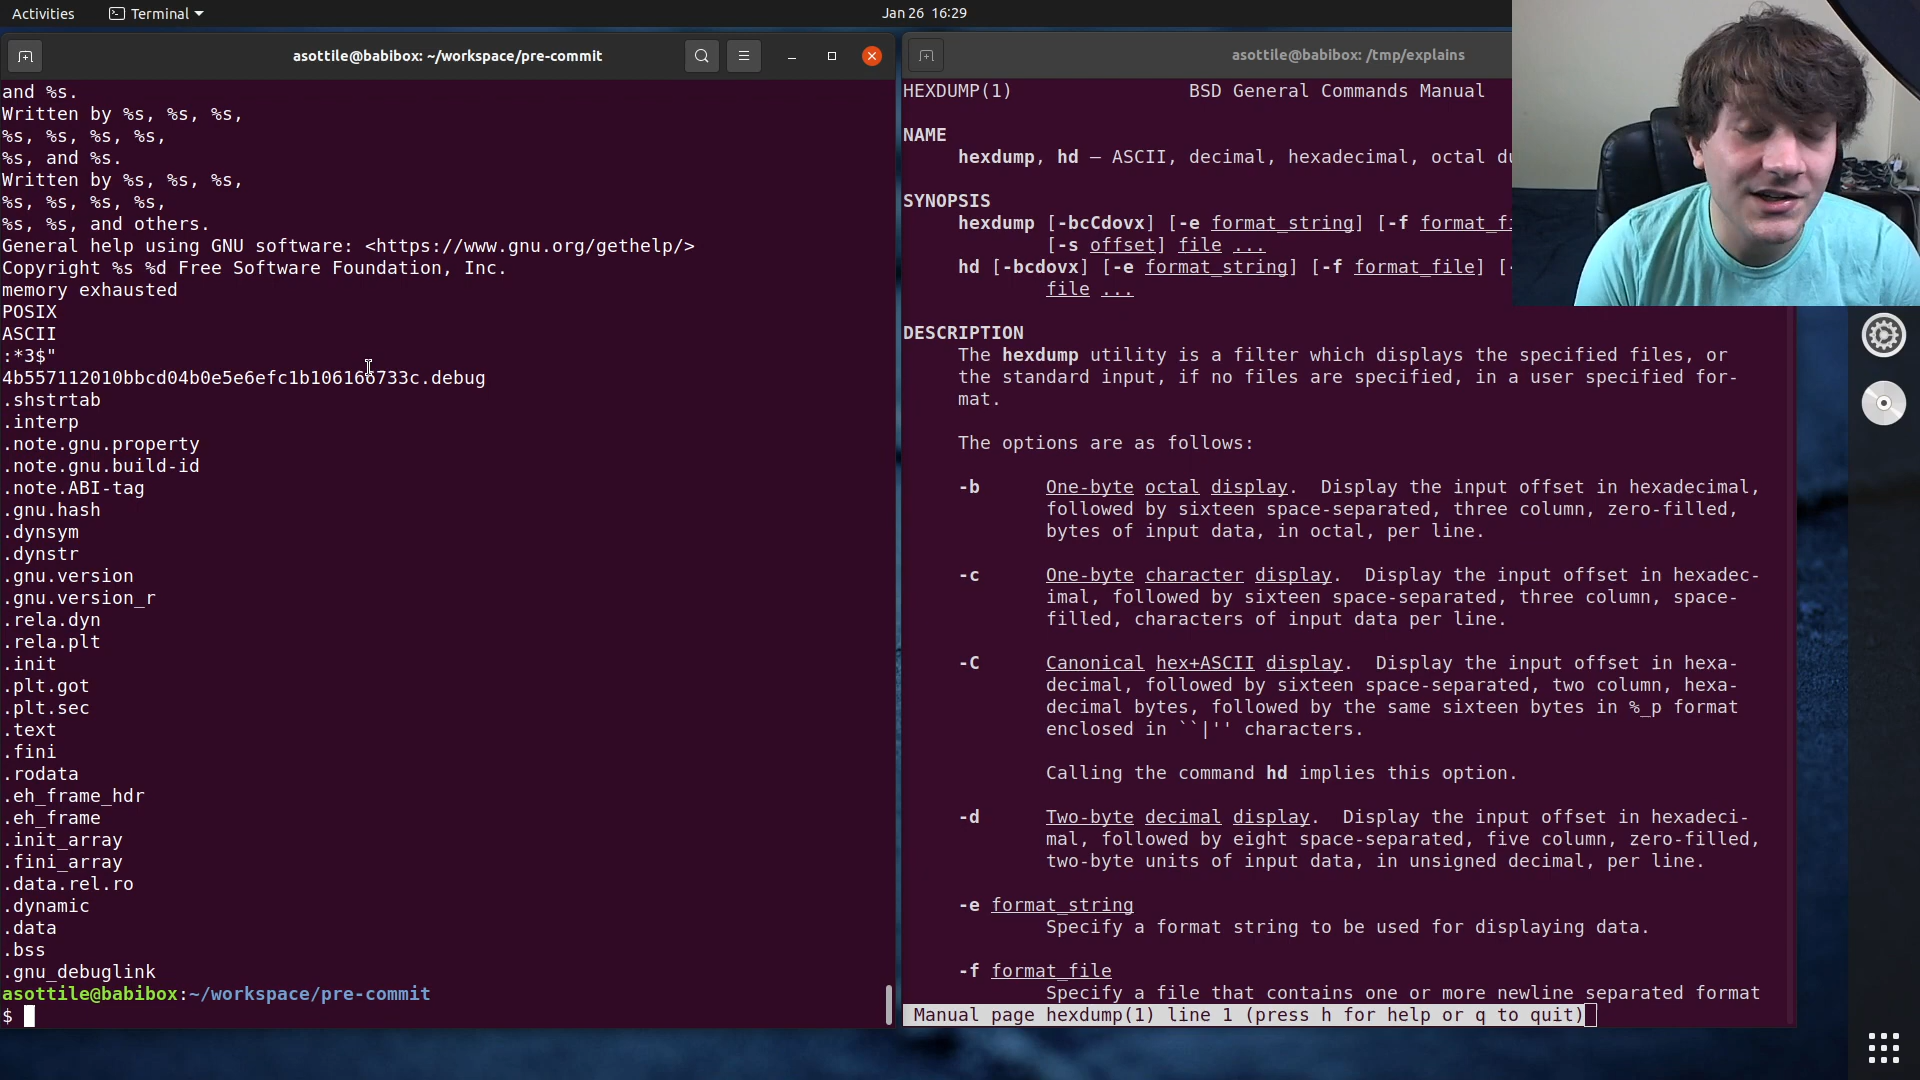 Activities
Terminal
Jan 26 16:29
asottile@babibox: ~/workspace/pre-commit
and %s.
Written by %s, %s, %s,
%s, %s, %s, %s,
%s, and %s.
Written by %s, %s, %s,
%s, %s, %s, %s,
%s, %s, and others.
General help using GNU software: <https://www.gnu.org/gethelp/>
Copyright %s %d Free Software Foundation, Inc.
memory exhausted
POSIX
ASCII
:*3$"
4b557112010bbcd04b0e5e6efc1b106166733c.debug
.shstrtab
.interp
.note.gnu.property
.note.gnu.build-id
.note.ABI-tag
.gnu.hash
.dynsym
.dynstr
.gnu.version
.gnu.version_r
.rela.dyn
.rela.plt
.init
.plt.got
.plt.sec
.text
.fini
.rodata
.eh_frame_hdr
.eh_frame
.init_array
.fini_array
.data.rel.ro
.dynamic
.data
.bss
.gnu_debuglink
asottile@babibox:~/workspace/pre-commit
$
asottile@babibox: /tmp/explains
HEXDUMP(1) BSD General Commands Manual
NAME
hexdump, hd — ASCII, decimal, hexadecimal, octal du
SYNOPSIS
hexdump [-bcCdovx] [-e format_string] [-f format_fi
[-s offset] file ...
hd [-bcdovx] [-e format_string] [-f format_file] [-
file ...
DESCRIPTION
The hexdump utility is a filter which displays the specified files, or
the standard input, if no files are specified, in a user specified for-
mat.
The options are as follows:
-b One-byte octal display. Display the input offset in hexadecimal,
followed by sixteen space-separated, three column, zero-filled,
bytes of input data, in octal, per line.
-c One-byte character display. Display the input offset in hexadec-
imal, followed by sixteen space-separated, three column, space-
filled, characters of input data per line.
-C Canonical hex+ASCII display. Display the input offset in hexa-
decimal, followed by sixteen space-separated, two column, hexa-
decimal bytes, followed by the same sixteen bytes in %_p format
enclosed in ``|'' characters.
Calling the command hd implies this option.
-d Two-byte decimal display. Display the input offset in hexadeci-
mal, followed by eight space-separated, five column, zero-filled,
two-byte units of input data, in unsigned decimal, per line.
-e format_string
Specify a format string to be used for displaying data.
-f format_file
Specify a file that contains one or more newline separated format
Manual page hexdump(1) line 1 (press h for help or q to quit)